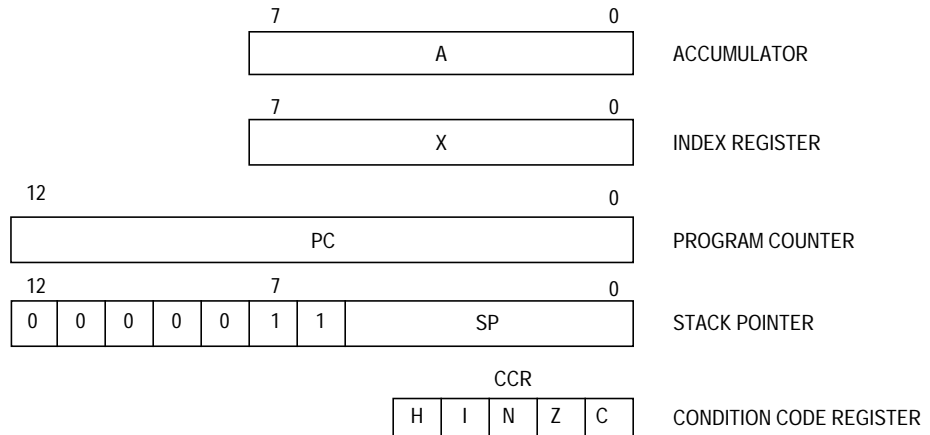 7 0
A ACCUMULATOR
7 0
X INDEX REGISTER
12 0
PC PROGRAM COUNTER
12 7 0
0 0 0 0 0 1 1 SP STACK POINTER
CCR
H I N Z C CONDITION CODE REGISTER